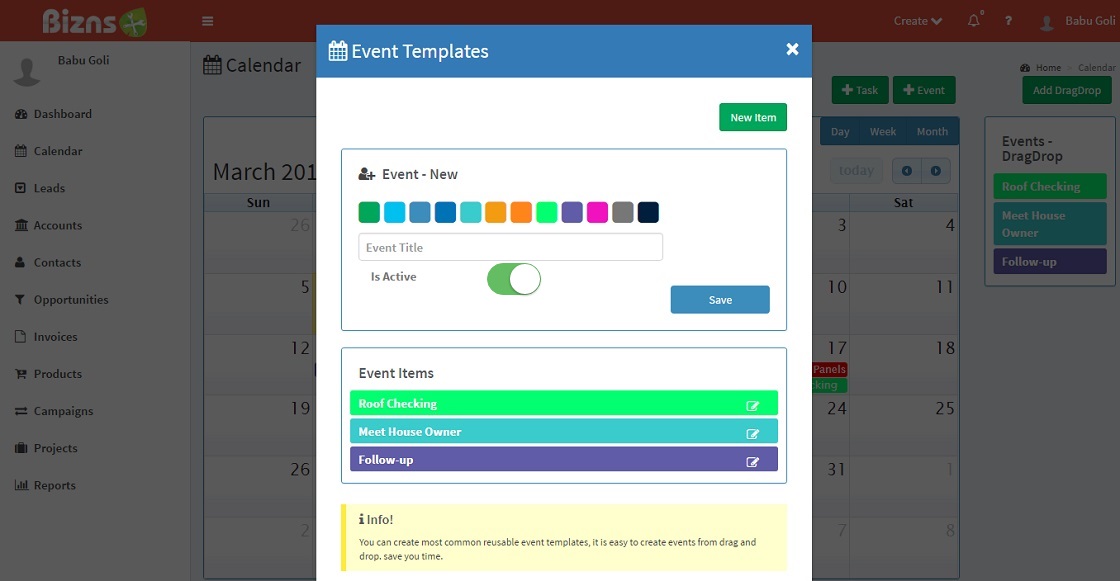 Bizns
Create
0
?
Babu Goli
Babu Goli
Dashboard
Calendar
Leads
Accounts
Contacts
Opportunities
Invoices
Products
Campaigns
Projects
Reports
Calendar
Home > Calendar
Task
Event
Add DragDrop
Day Week Month
today
March 201
Sun
Sat
26
3
4
5
10
11
12
17
18
Panels
cking
19
24
25
26
31
1
2
7
8
Events -
DragDrop
Roof Checking
Meet House
Owner
Follow-up
Event Templates
New Item
Event - New
Event Title
Is Active
Save
Event Items
Roof Checking
Meet House Owner
Follow-up
Info!
You can create most common reusable event templates, it is easy to create events from drag and
drop. save you time.